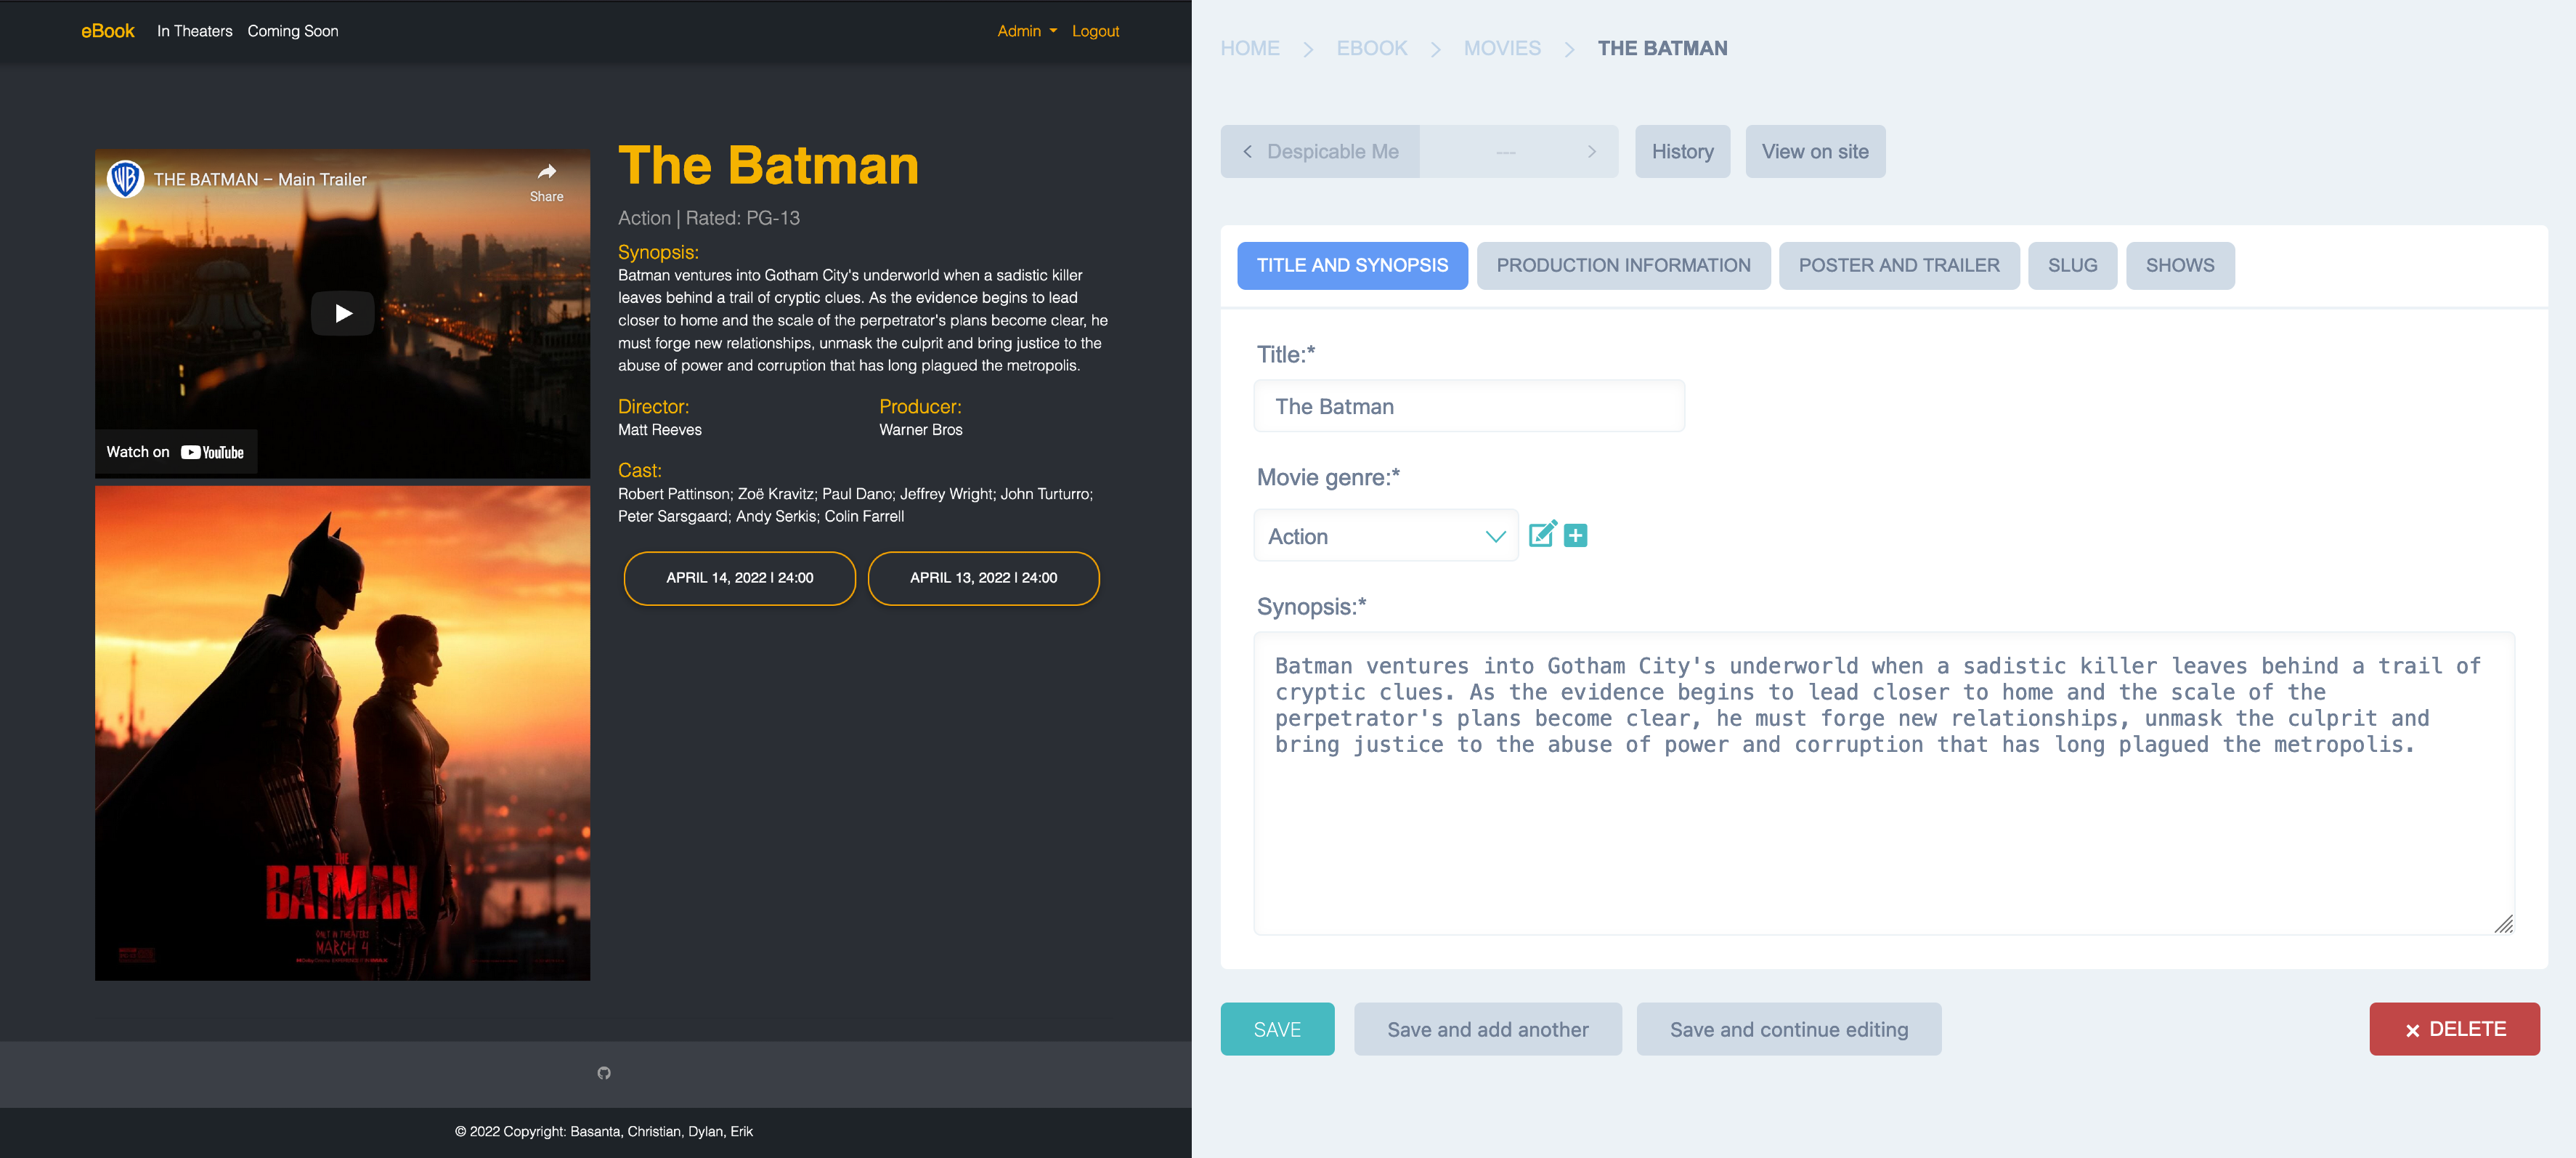 eBook In Theaters Coming Soon Admin Logout
THE BATMAN – Main Trailer
Share
Watch on YouTube
THE
BATMAN
ONLY IN THEATERS
MARCH 4
The Batman
Action | Rated: PG-13
Synopsis:
Batman ventures into Gotham City's underworld when a sadistic killer
leaves behind a trail of cryptic clues. As the evidence begins to lead
closer to home and the scale of the perpetrator's plans become clear, he
must forge new relationships, unmask the culprit and bring justice to the
abuse of power and corruption that has long plagued the metropolis.
Director: Producer:
Matt Reeves Warner Bros
Cast:
Robert Pattinson; Zoë Kravitz; Paul Dano; Jeffrey Wright; John Turturro;
Peter Sarsgaard; Andy Serkis; Colin Farrell
APRIL 14, 2022 | 24:00 APRIL 13, 2022 | 24:00
© 2022 Copyright: Basanta, Christian, Dylan, Erik
HOME > EBOOK > MOVIES > THE BATMAN
< Despicable Me --- > History View on site
TITLE AND SYNOPSIS PRODUCTION INFORMATION POSTER AND TRAILER SLUG SHOWS
Title:*
The Batman
Movie genre:*
Action
Synopsis:*
Batman ventures into Gotham City's underworld when a sadistic killer leaves behind a trail of
cryptic clues. As the evidence begins to lead closer to home and the scale of the
perpetrator's plans become clear, he must forge new relationships, unmask the culprit and
bring justice to the abuse of power and corruption that has long plagued the metropolis.
SAVE Save and add another Save and continue editing × DELETE